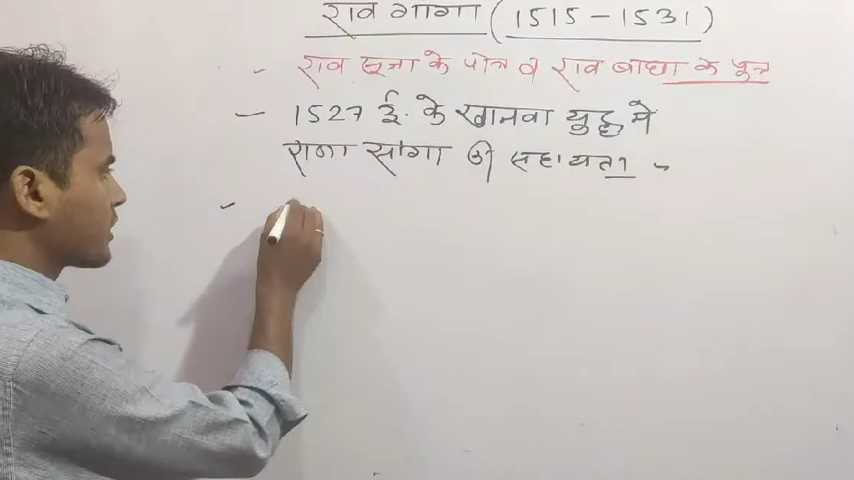 राव गागा (1515 - 1531)
- राव सूजा के पोत्र व राव बाघा के पुत्र
- 1527 ई. के खानवा युद्ध मे
राणा सांगा की सहायता
-